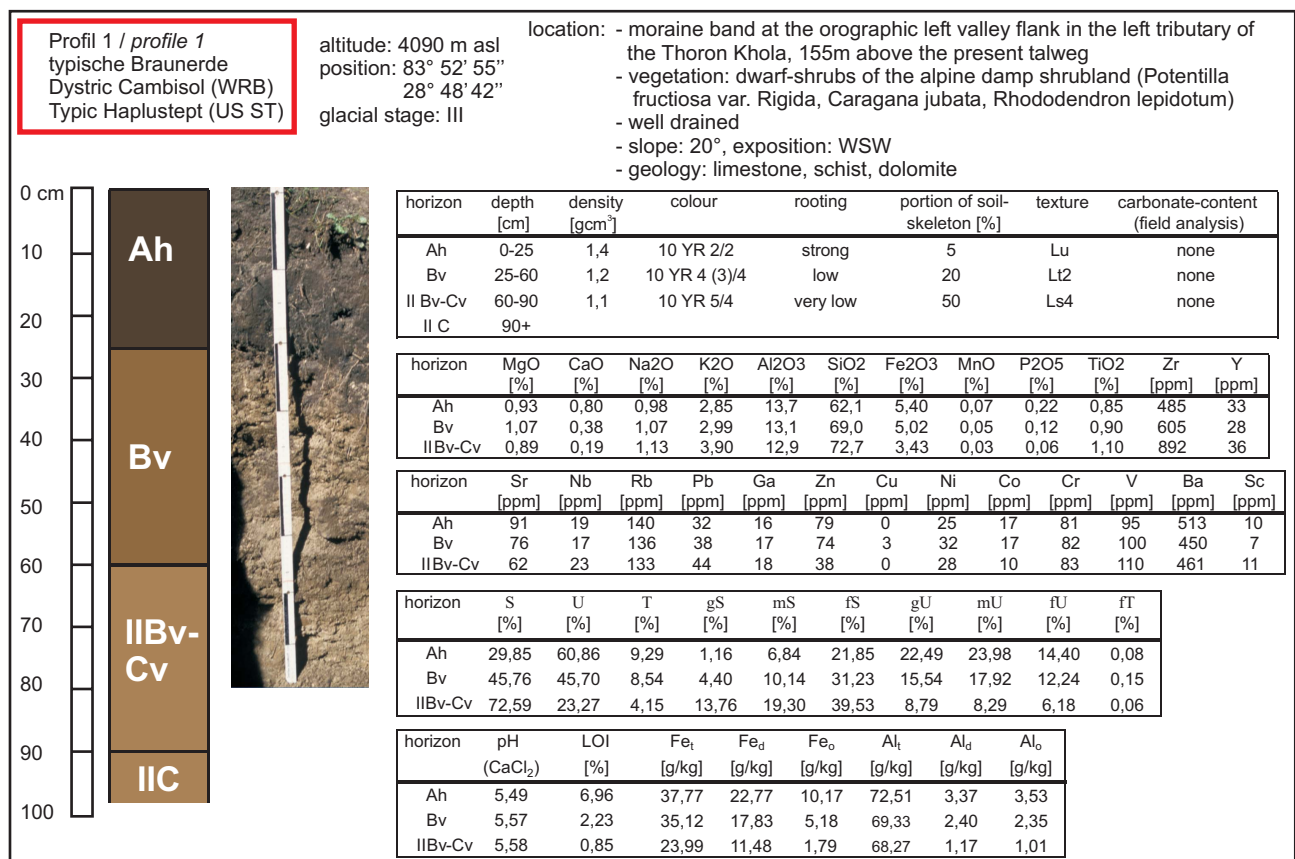 Profil 1 / profile 1
typische Braunerde
Dystric Cambisol (WRB)
Typic Haplustept (US ST)
altitude: 4090 m asl
position: 83° 52’ 55’’
28° 48’ 42’’
glacial stage: III
location: - moraine band at the orographic left valley flank in the left tributary of
the Thoron Khola, 155m above the present talweg
- vegetation: dwarf-shrubs of the alpine damp shrubland (Potentilla
fructiosa var. Rigida, Caragana jubata, Rhododendron lepidotum)
- well drained
- slope: 20°, exposition: WSW
- geology: limestone, schist, dolomite
0 cm
10
20
30
40
50
60
70
80
90
100
Ah
Bv
IIBv-
Cv
IIC
horizon depth density colour rooting portion of soil- texture carbonate-content
[cm] [gcm³] skeleton [%] (field analysis)
Ah 0-25 1,4 10 YR 2/2 strong 5 Lu none
Bv 25-60 1,2 10 YR 4 (3)/4 low 20 Lt2 none
II Bv-Cv 60-90 1,1 10 YR 5/4 very low 50 Ls4 none
II C 90+
horizon MgO CaO Na2O K2O Al2O3 SiO2 Fe2O3 MnO P2O5 TiO2 Zr Y
[%] [%] [%] [%] [%] [%] [%] [%] [%] [%] [ppm] [ppm]
Ah 0,93 0,80 0,98 2,85 13,7 62,1 5,40 0,07 0,22 0,85 485 33
Bv 1,07 0,38 1,07 2,99 13,1 69,0 5,02 0,05 0,12 0,90 605 28
IIBv-Cv 0,89 0,19 1,13 3,90 12,9 72,7 3,43 0,03 0,06 1,10 892 36
horizon Sr Nb Rb Pb Ga Zn Cu Ni Co Cr V Ba Sc
[ppm] [ppm] [ppm] [ppm] [ppm] [ppm] [ppm] [ppm] [ppm] [ppm] [ppm] [ppm] [ppm]
Ah 91 19 140 32 16 79 0 25 17 81 95 513 10
Bv 76 17 136 38 17 74 3 32 17 82 100 450 7
IIBv-Cv 62 23 133 44 18 38 0 28 10 83 110 461 11
horizon S U T gS mS fS gU mU fU fT
[%] [%] [%] [%] [%] [%] [%] [%] [%] [%]
Ah 29,85 60,86 9,29 1,16 6,84 21,85 22,49 23,98 14,40 0,08
Bv 45,76 45,70 8,54 4,40 10,14 31,23 15,54 17,92 12,24 0,15
IIBv-Cv 72,59 23,27 4,15 13,76 19,30 39,53 8,79 8,29 6,18 0,06
horizon pH LOI Feₜ Fe_d Feₒ Alₜ Al_d Alₒ
(CaCl₂) [%] [g/kg] [g/kg] [g/kg] [g/kg] [g/kg] [g/kg]
Ah 5,49 6,96 37,77 22,77 10,17 72,51 3,37 3,53
Bv 5,57 2,23 35,12 17,83 5,18 69,33 2,40 2,35
IIBv-Cv 5,58 0,85 23,99 11,48 1,79 68,27 1,17 1,01